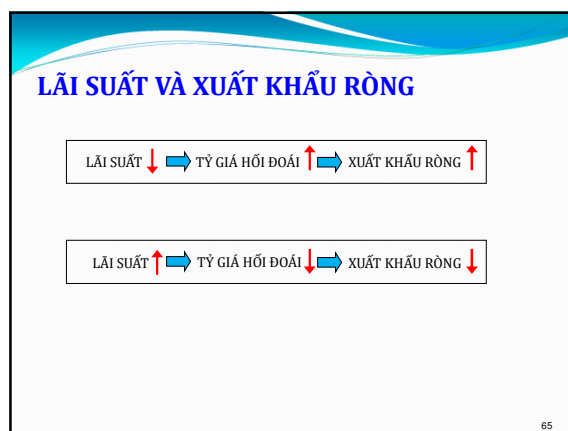 LÃI SUẤT VÀ XUẤT KHẨU RÒNG
LÃI SUẤT TỶ GIÁ HỐI ĐOÁI XUẤT KHẨU RÒNG
LÃI SUẤT TỶ GIÁ HỐI ĐOÁI XUẤT KHẨU RÒNG
65